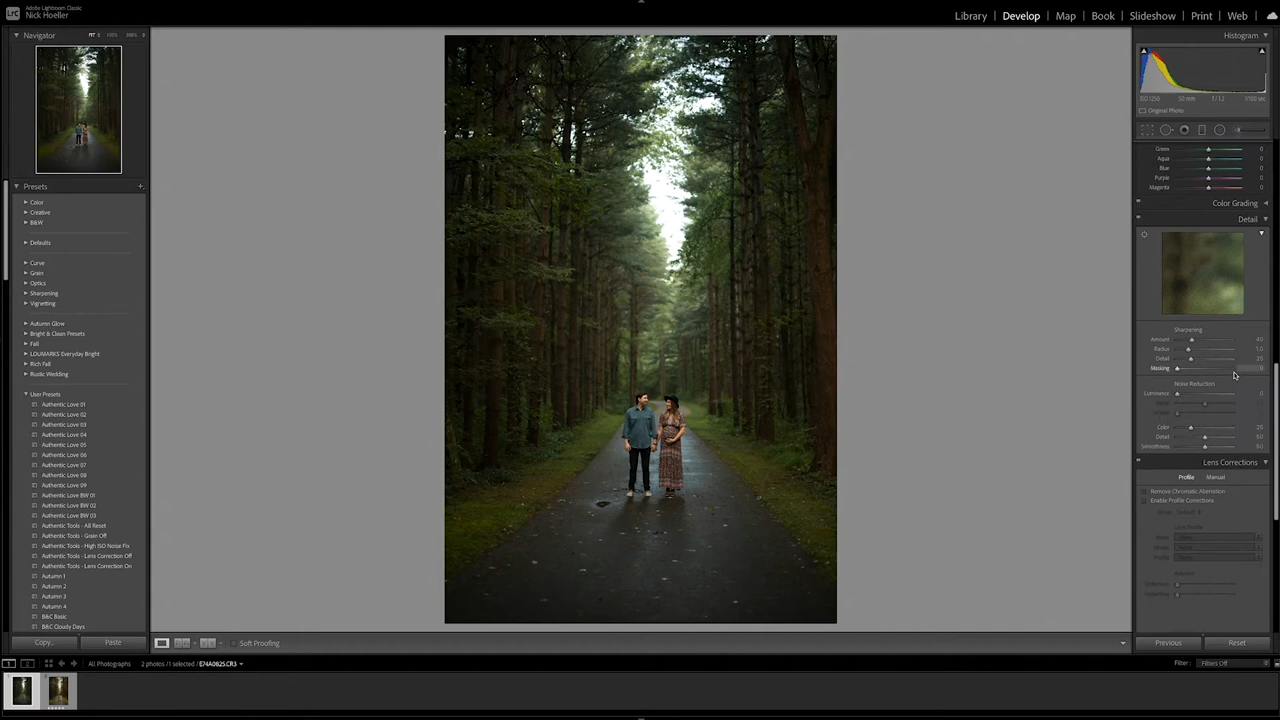 Lrc
Adobe Lightroom Classic
Nick Hoeller
Library | Develop | Map | Book | Slideshow | Print | Web
Navigator
FIT
100%
Presets
Color
Creative
B&W
Defaults
Curve
Grain
Optics
Sharpening
Vignetting
Autumn Glow
Bright & Clean Presets
Fall
LOUMARKS Everyday Bright
Rich Fall
Rustic Wedding
User Presets
Authentic Love 01
Authentic Love 02
Authentic Love 03
Authentic Love 04
Authentic Love 05
Authentic Love 06
Authentic Love 07
Authentic Love 08
Authentic Love 09
Authentic Love BW 01
Authentic Love BW 02
Authentic Love BW 03
Authentic Tools - All Reset
Authentic Tools - Grain Off
Authentic Tools - High ISO Noise Fix
Authentic Tools - Lens Correction Off
Authentic Tools - Lens Correction On
Autumn 1
Autumn 2
Autumn 3
Autumn 4
B&C Basic
B&C Cloudy Days
Copy...
Paste
Soft Proofing
Histogram
ISO 1250 50 mm f / 1.2 1/100 sec
Original Photo
Green 0
Aqua 0
Blue 0
Purple 0
Magenta 0
Color Grading
Detail
Sharpening
Amount 40
Radius 1.0
Detail 25
Masking 0
Noise Reduction
Luminance 0
Color 25
Detail 50
Smoothness 50
Lens Corrections
Profile Manual
Remove Chromatic Aberration
Enable Profile Corrections
Previous
Reset
1 2
All Photographs
2 photos / 1 selected / E74A0825.CR3
Filter :
Filters Off